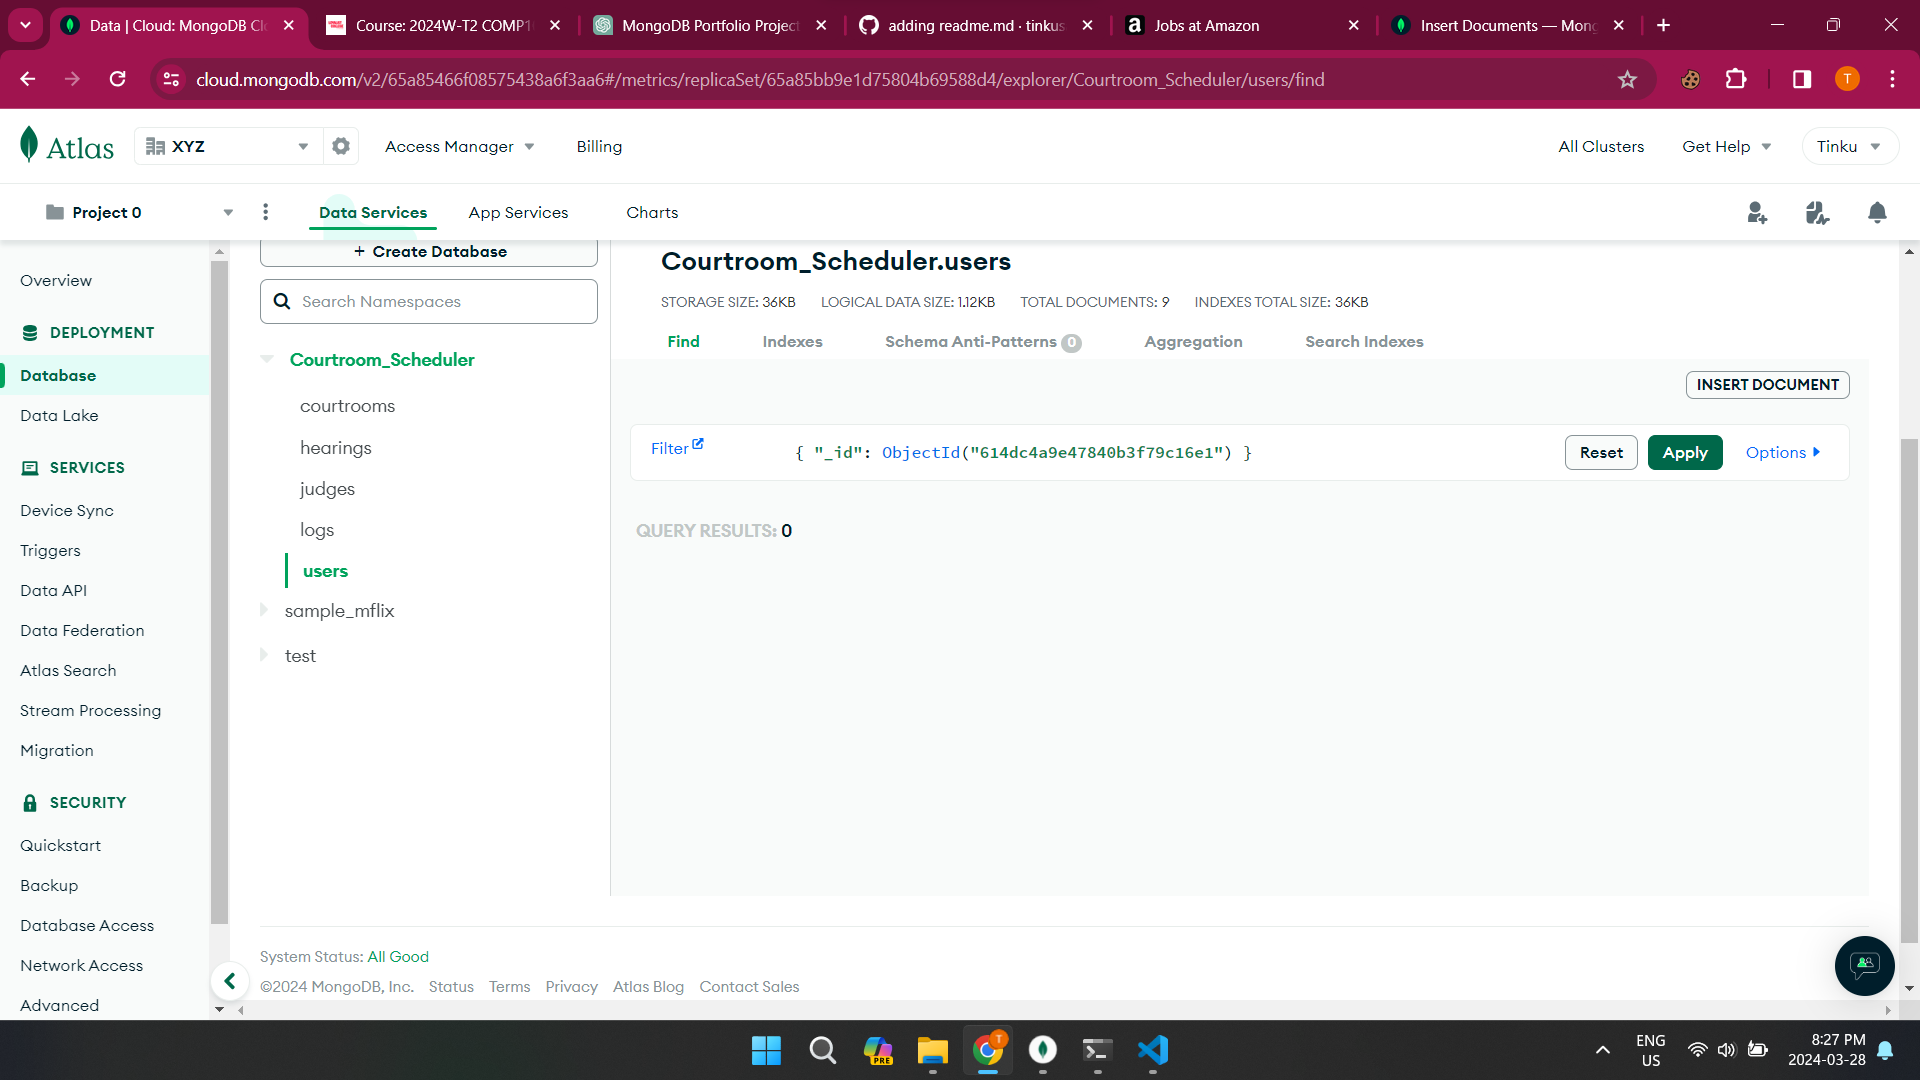 Data | Cloud: MongoDB Clo
Course: 2024W-T2 COMP1
MongoDB Portfolio Project
adding readme.md · tinkus
Jobs at Amazon
Insert Documents — Mong
cloud.mongodb.com/v2/65a85466f08575438a6f3aa6#/metrics/replicaSet/65a85bb9e1d75804b69588d4/explorer/Courtroom_Scheduler/users/find
T
Atlas
XYZ
Access Manager
Billing
All Clusters
Get Help
Tinku
Project 0
Data Services
App Services
Charts
Overview
DEPLOYMENT
Database
Data Lake
SERVICES
Device Sync
Triggers
Data API
Data Federation
Atlas Search
Stream Processing
Migration
SECURITY
Quickstart
Backup
Database Access
Network Access
Advanced
+ Create Database
Search Namespaces
Courtroom_Scheduler
courtrooms
hearings
judges
logs
users
sample_mflix
test
Courtroom_Scheduler.users
STORAGE SIZE: 36KB
LOGICAL DATA SIZE: 1.12KB
TOTAL DOCUMENTS: 9
INDEXES TOTAL SIZE: 36KB
Find
Indexes
Schema Anti-Patterns 0
Aggregation
Search Indexes
INSERT DOCUMENT
Filter
{ "_id": ObjectId("614dc4a9e47840b3f79c16e1") }
Reset
Apply
Options
QUERY RESULTS: 0
System Status: All Good
©2024 MongoDB, Inc.
Status
Terms
Privacy
Atlas Blog
Contact Sales
PRE
T
ENG
US
8:27 PM
2024-03-28